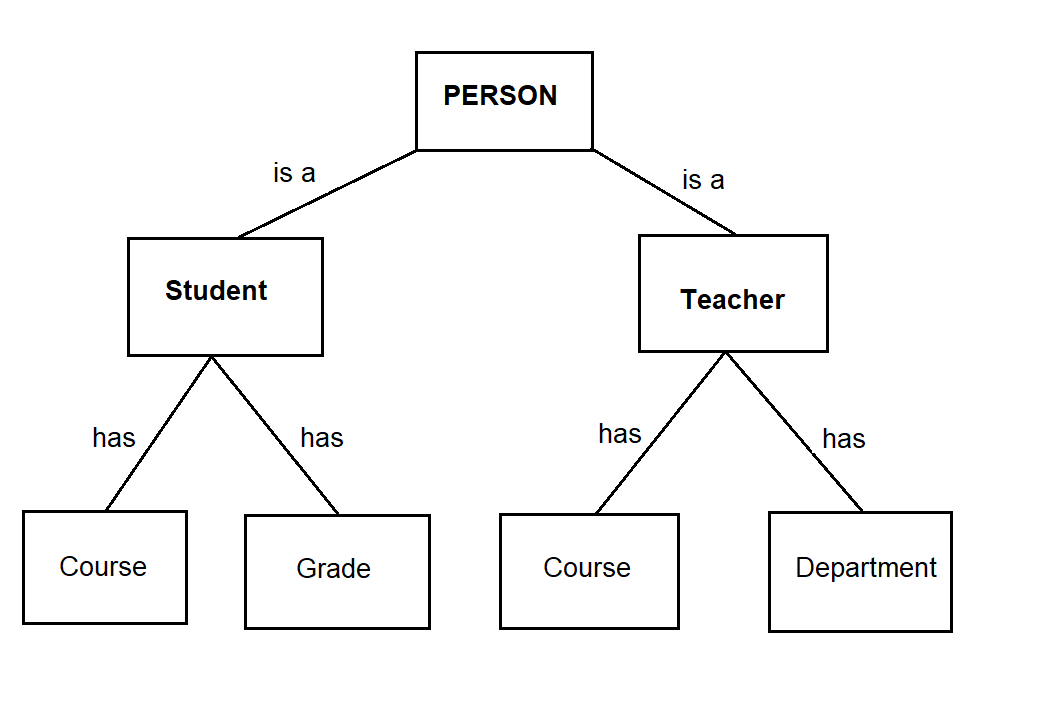 PERSON
is a
is a
Student
Teacher
has
has
has
has
Course
Grade
Course
Department